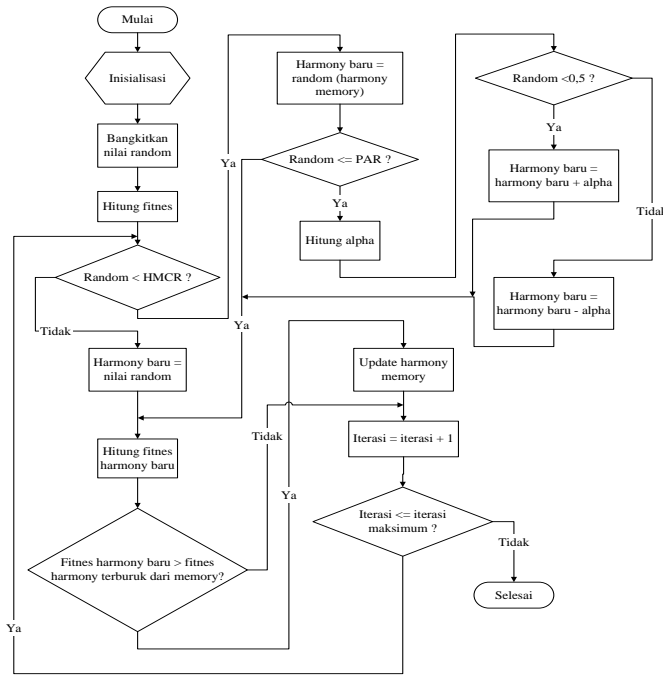 Mulai
Inisialisasi
Bangkitkan
nilai random
Hitung fitnes
Random < HMCR ?
Tidak
Harmony baru =
nilai random
Hitung fitnes
harmony baru
Fitnes harmony baru > fitnes
harmony terburuk dari memory?
Ya
Ya
Harmony baru =
random (harmony
memory)
Random <= PAR ?
Ya
Hitung alpha
Ya
Random <0,5 ?
Ya
Harmony baru =
harmony baru + alpha
Tidak
Harmony baru =
harmony baru - alpha
Tidak
Ya
Update harmony
memory
Iterasi = iterasi + 1
Iterasi <= iterasi
maksimum ?
Tidak
Selesai